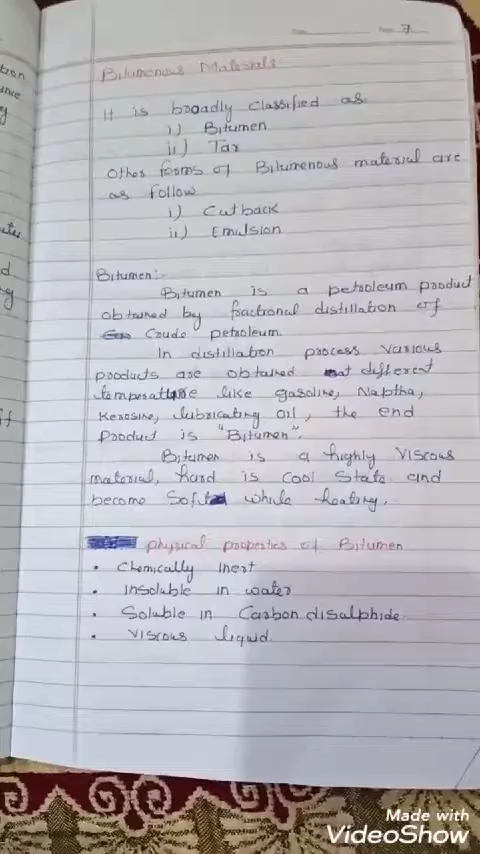 Page 7
Bitumenous Materials
It is broadly classified as
i) Bitumen
ii) Tar
Other forms of Bitumenous material are
as follow
i) Cutback
ii) Emulsion
Bitumen:-
Bitumen is a petroleum product
obtained by fractional distillation of
Crude petroleum.
In distillation process various
products are obtained at different
temperature like gasoline, Naptha,
Kerosine, lubricating oil, the end
product is "Bitumen".
Bitumen is a highly viscous
material, hard is cool state and
become soft while heating.
physical properties of Bitumen
• Chemically inert
• Insoluble in water
• Soluble in Carbon disulphide
• Viscous liquid.
Made with
VideoShow